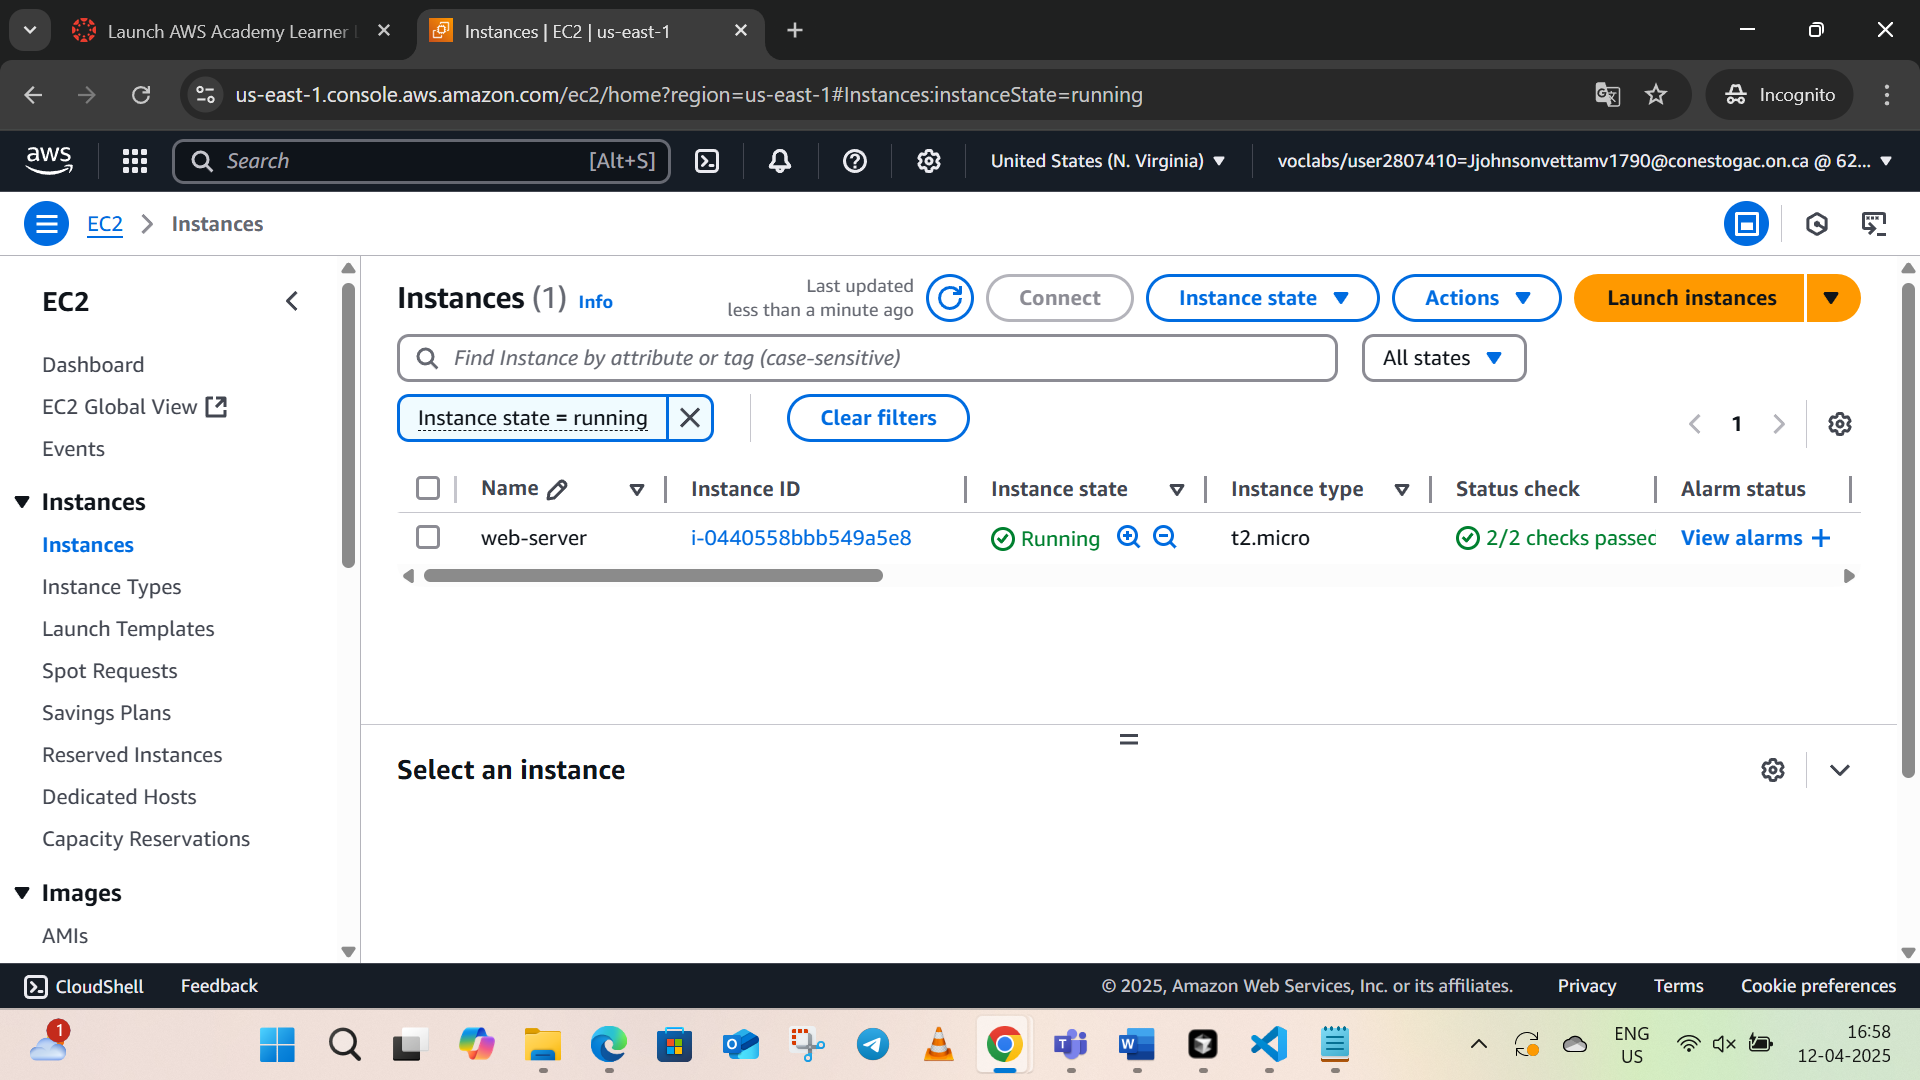 Launch AWS Academy Learner L
Instances | EC2 | us-east-1
us-east-1.console.aws.amazon.com/ec2/home?region=us-east-1#Instances:instanceState=running
Incognito
aws
Search
[Alt+S]
United States (N. Virginia)
voclabs/user2807410=Jjohnsonvettamv1790@conestogac.on.ca @ 62...
EC2
Instances
EC2
Dashboard
EC2 Global View
Events
Instances
Instances
Instance Types
Launch Templates
Spot Requests
Savings Plans
Reserved Instances
Dedicated Hosts
Capacity Reservations
Images
AMIs
Instances (1) Info
Last updated
less than a minute ago
Connect
Instance state
Actions
Launch instances
Find Instance by attribute or tag (case-sensitive)
All states
Instance state = running
Clear filters
1
Name
Instance ID
Instance state
Instance type
Status check
Alarm status
web-server
i-0440558bbb549a5e8
Running
t2.micro
2/2 checks passec
View alarms +
Select an instance
CloudShell
Feedback
© 2025, Amazon Web Services, Inc. or its affiliates.
Privacy
Terms
Cookie preferences
1
ENG
US
16:58
12-04-2025